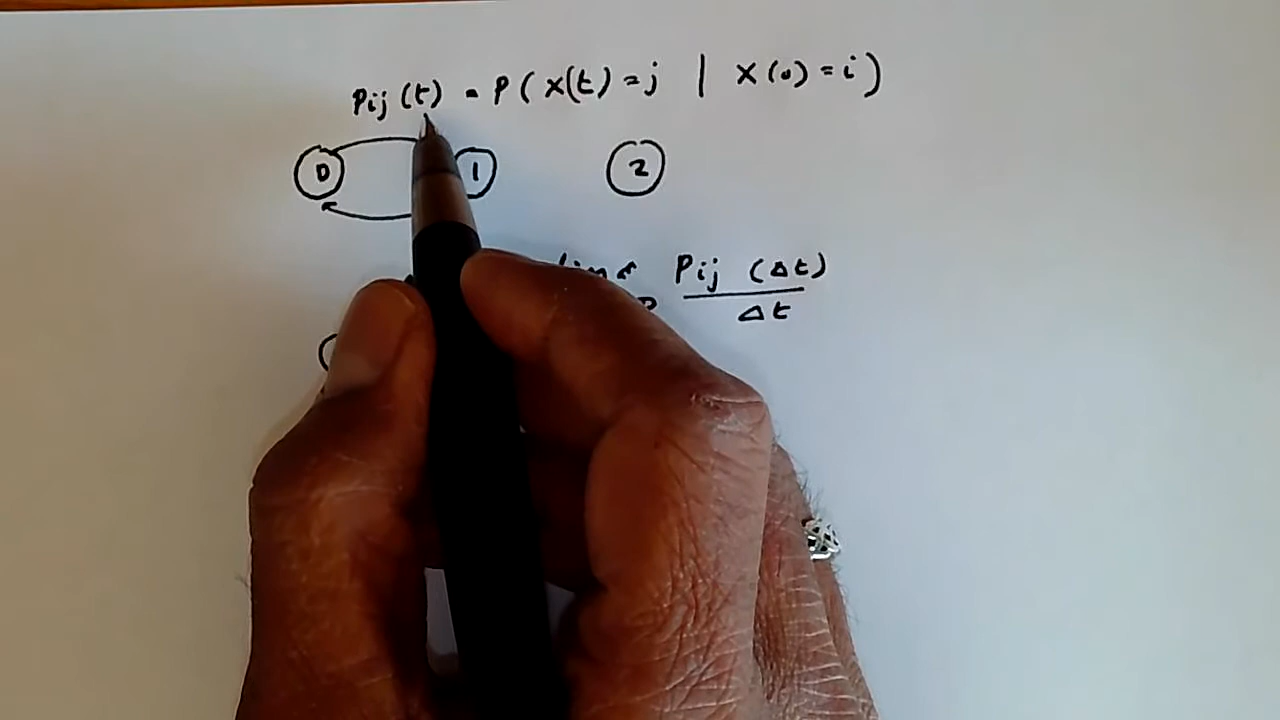 Pij (t) = P ( X(t) = j | X(0) = i )
0 1 2
Pij (Δt)
Δt